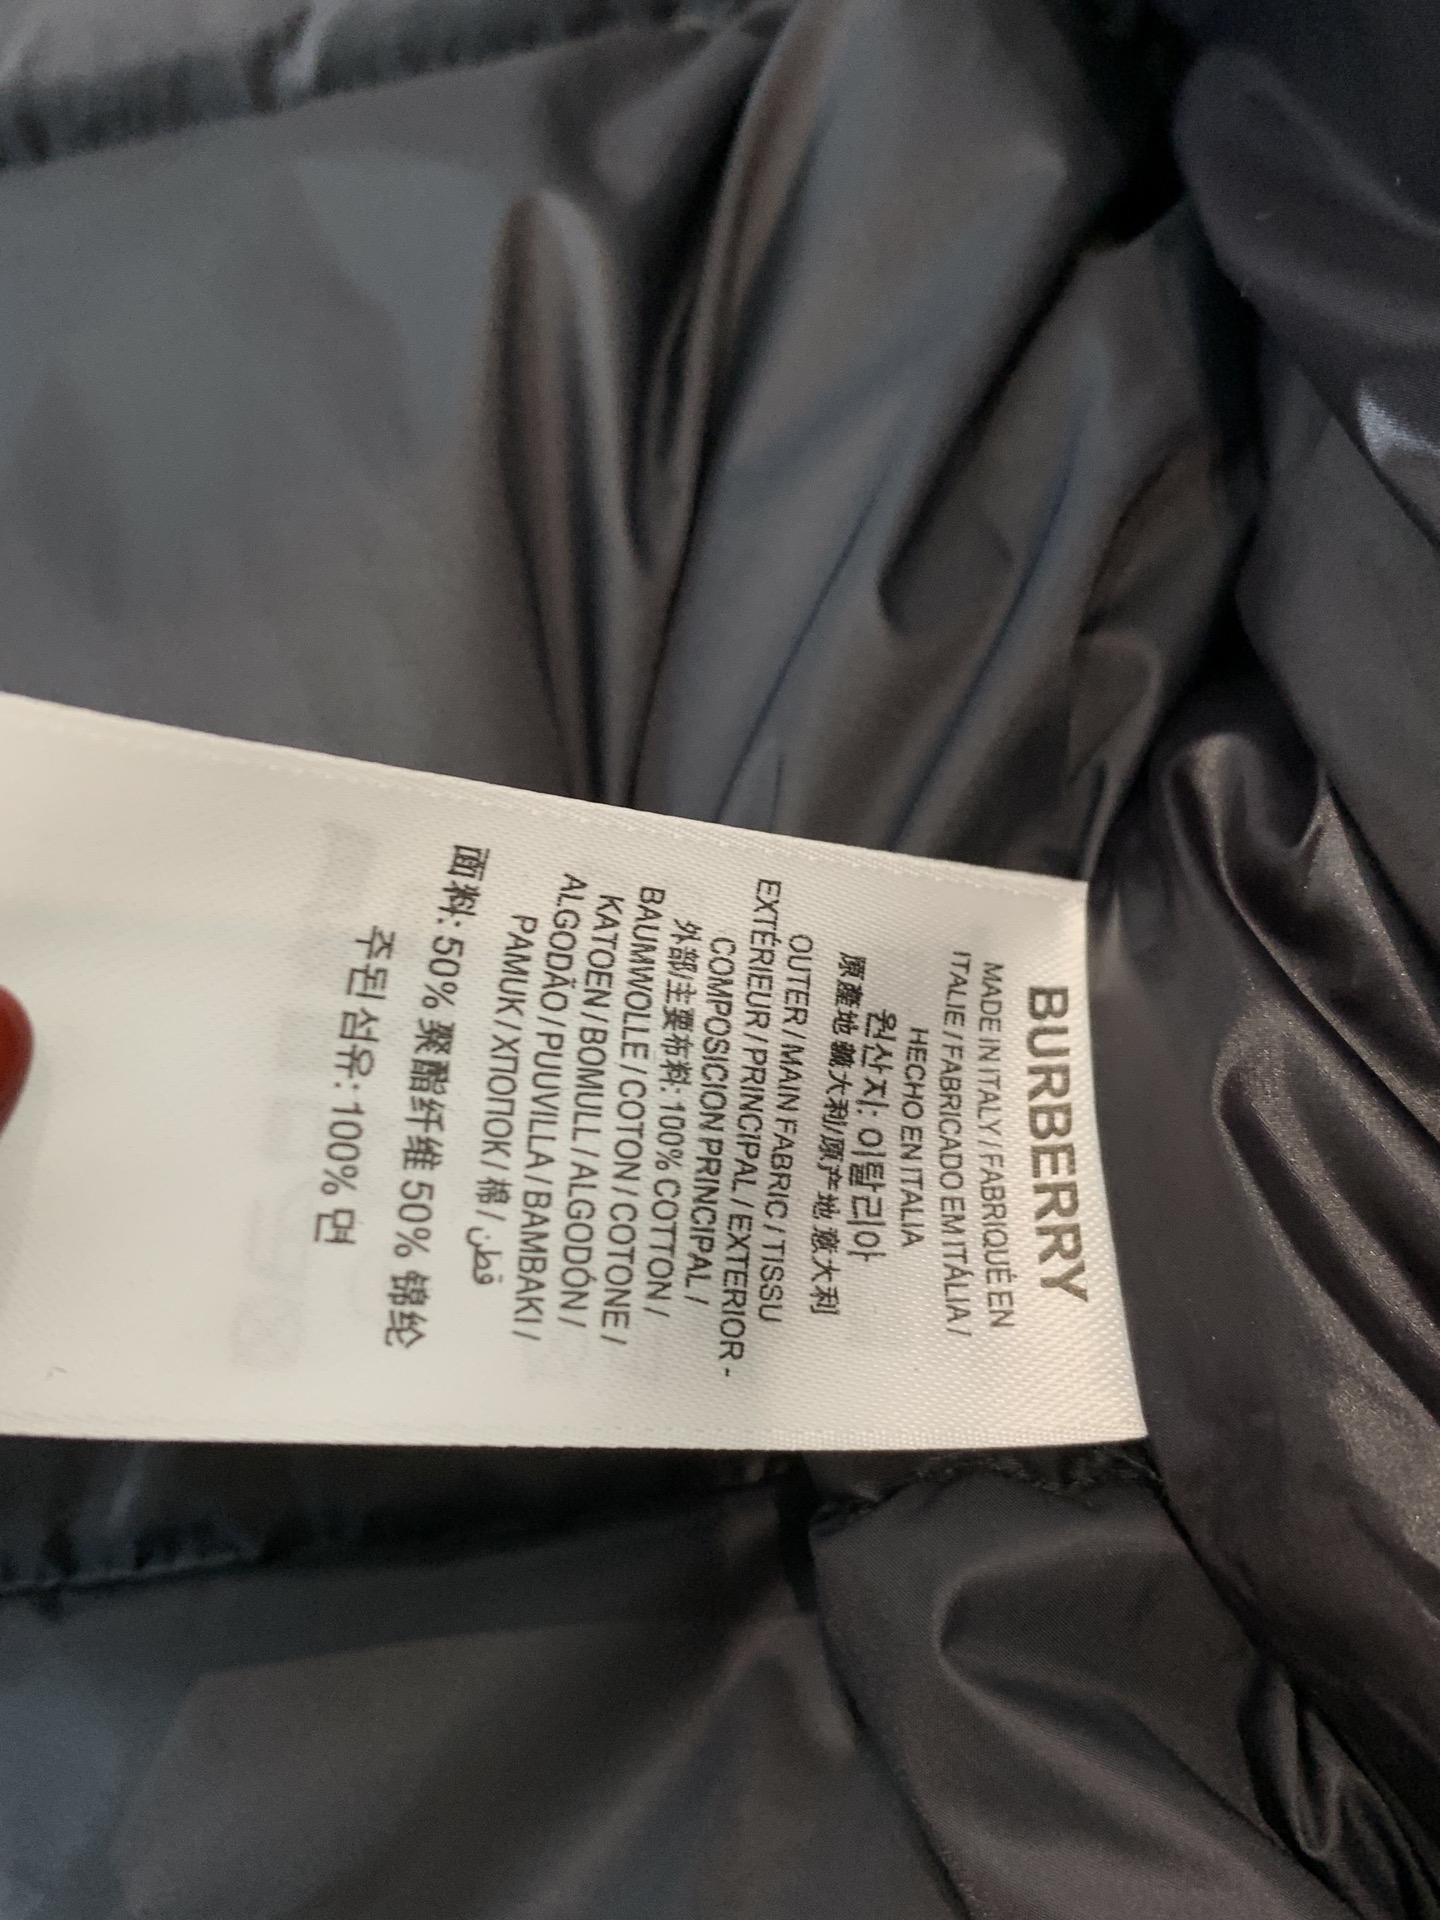 BURBERRY
MADE IN ITALY / FABRIQUÉ EN
ITALIE / FABRICADO EM ITÁLIA /
HECHO EN ITALIA
원산지: 이탈리아
原產地 義大利/原产地 意大利
OUTER / MAIN FABRIC / TISSU
EXTÉRIEUR / PRINCIPAL / EXTERIOR -
COMPOSICION PRINCIPAL /
外部/主要布料: 100% COTTON /
BAUMWOLLE / COTON / COTONE /
KATOEN / BOMULL / ALGODÓN /
ALGODÃO / PUUVILLA / BAMBAKI /
PAMUK / ХЛОПОК / 棉 / قطن
面料: 50% 聚酯纤维 50% 锦纶
주된 섬유: 100% 면